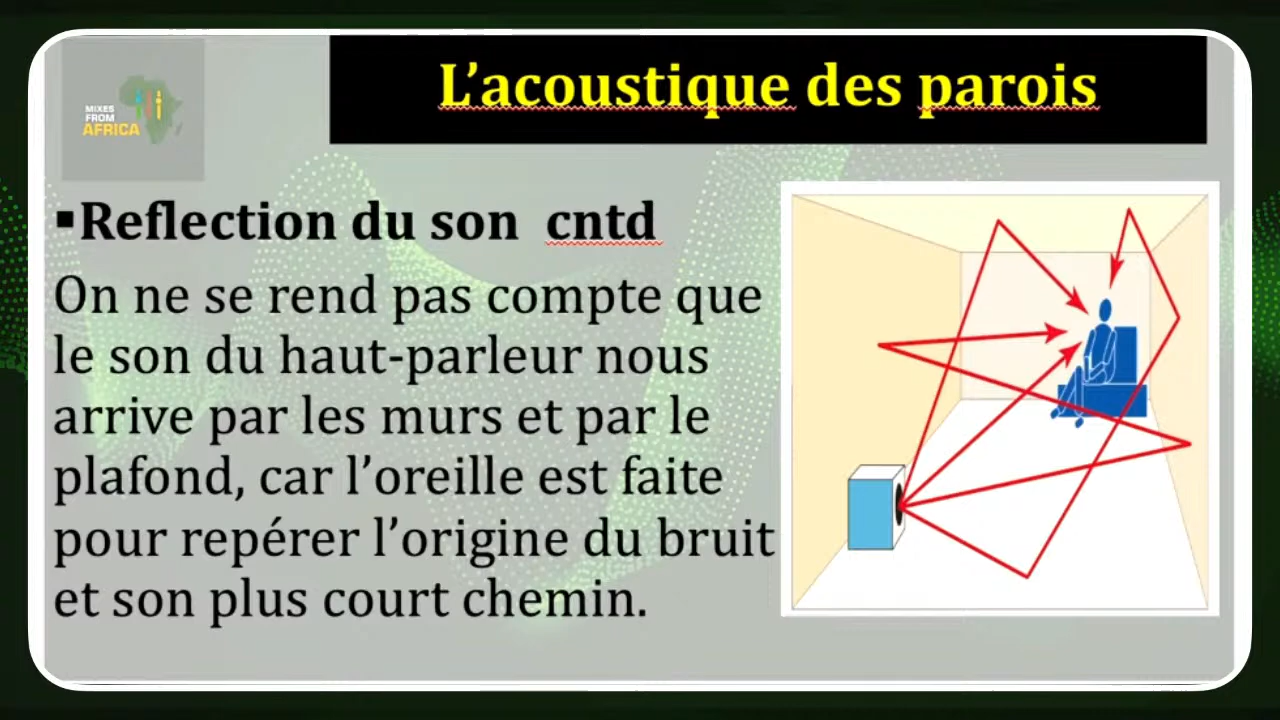 L’acoustique des parois
MIXES
FROM
AFRICA
▪Reflection du son cntd
On ne se rend pas compte que
le son du haut-parleur nous
arrive par les murs et par le
plafond, car l’oreille est faite
pour repérer l’origine du bruit
et son plus court chemin.